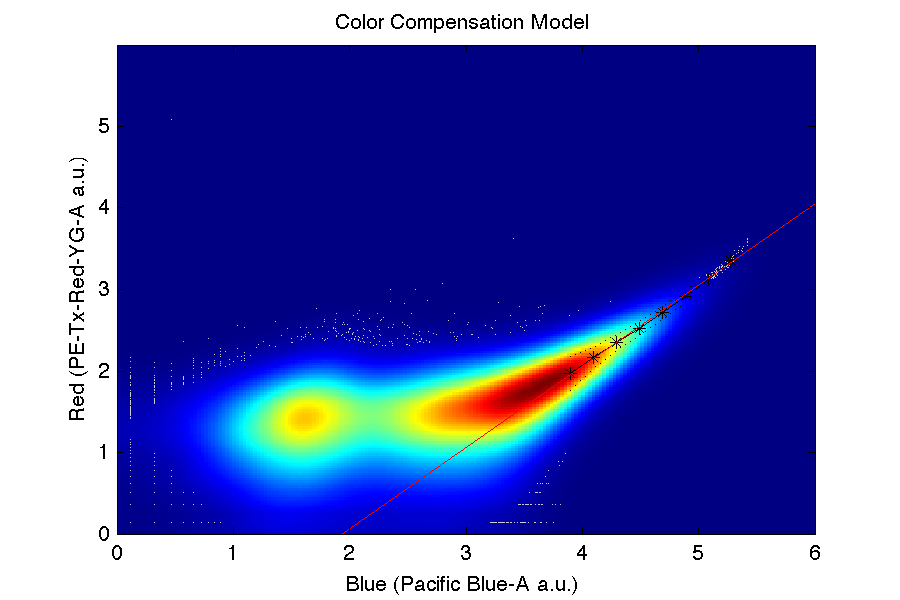 Color Compensation Model
5
4
3
2
1
0
Red (PE-Tx-Red-YG-A a.u.)
0 1 2 3 4 5 6
Blue (Pacific Blue-A a.u.)